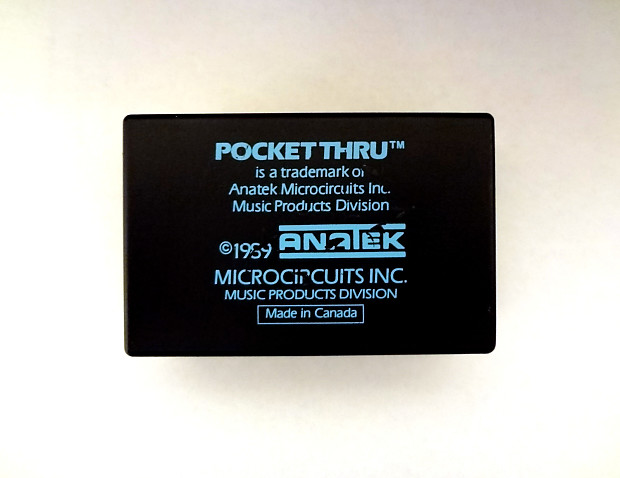 POCKET THRU™
is a trademark of
Anatek Microcircuits Inc.
Music Products Division
©1989 ANATEK
MICROCIRCUITS INC.
MUSIC PRODUCTS DIVISION
Made in Canada